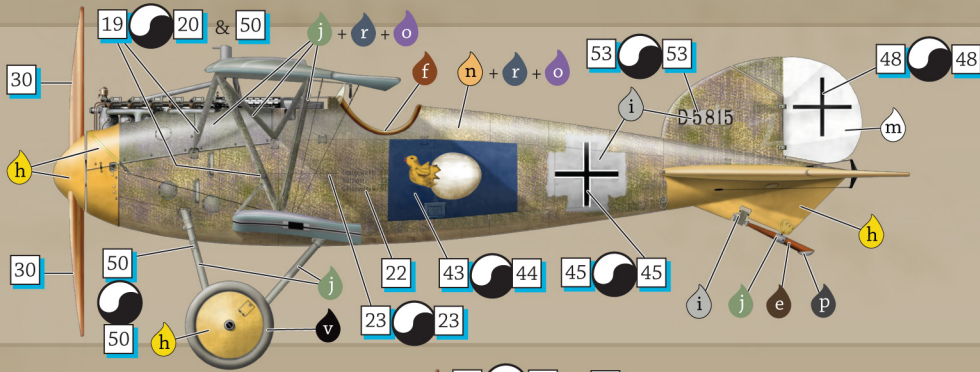 19 20 & 50
j + r + o
f
n + r + o
53 53
48 48
30
i
D 5815
m
h
h
30
50
50
j
22
43 44
45 45
h
v
23 23
i j e p